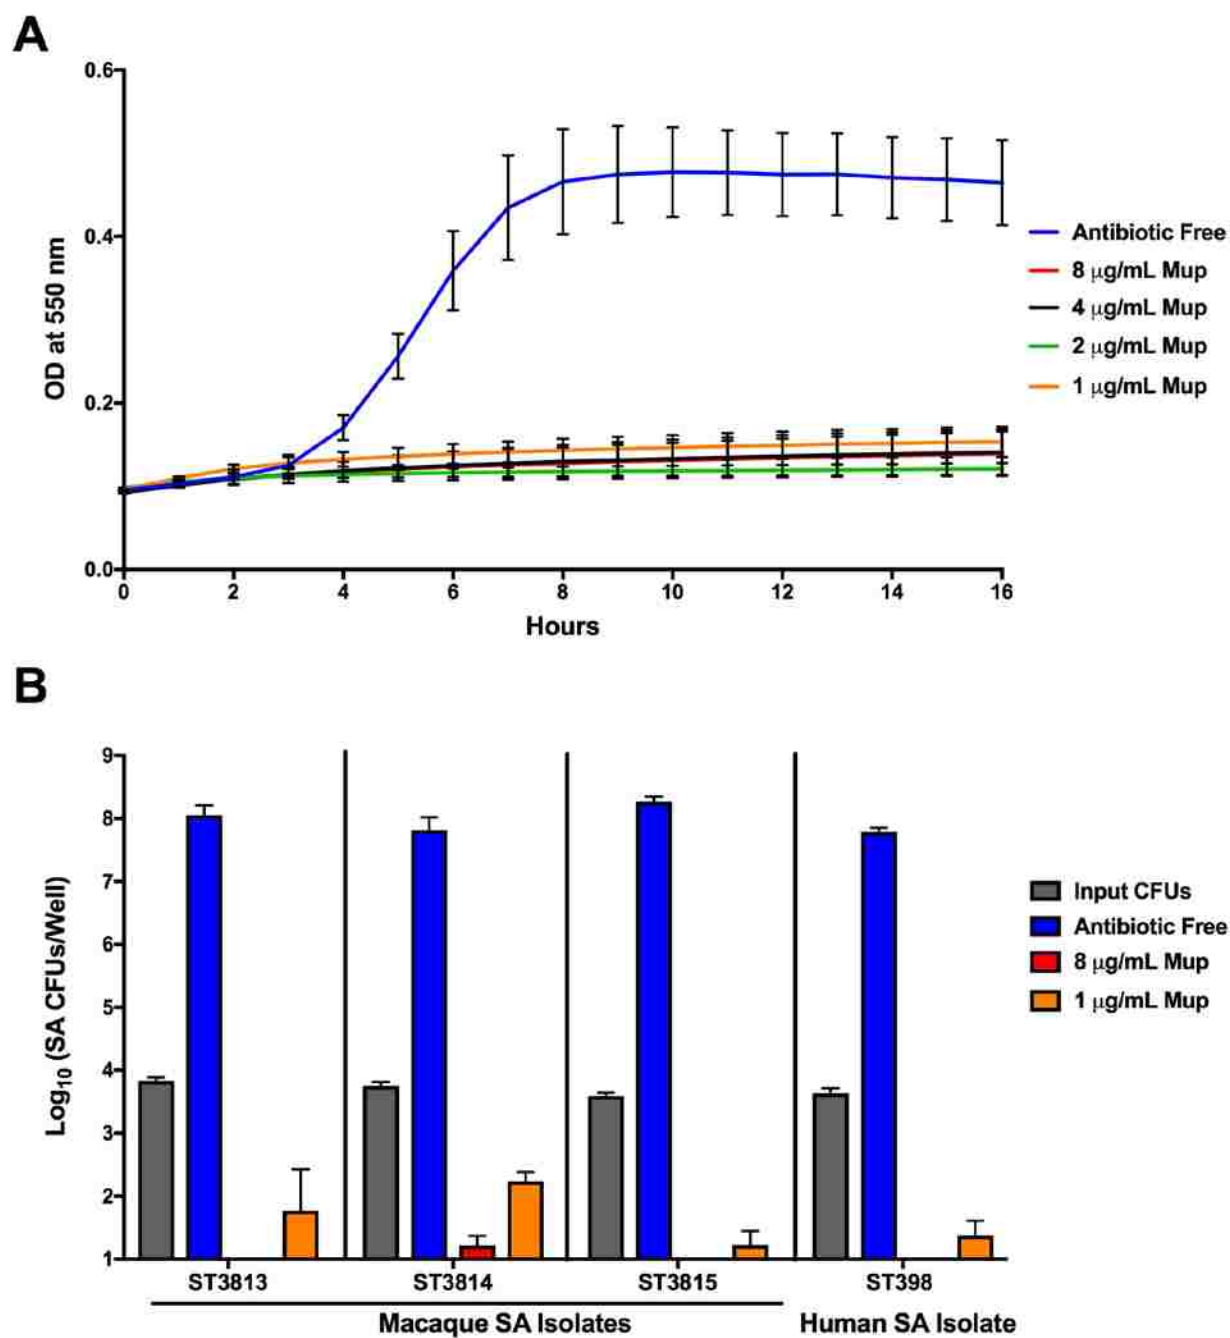 A
0.6
0.4
0.2
0.0
OD at 550 nm
0 2 4 6 8 10 12 14 16
Hours
Antibiotic Free
8 μg/mL Mup
4 μg/mL Mup
2 μg/mL Mup
1 μg/mL Mup
B
9
8
7
6
5
4
3
2
1
Log10 (SA CFUs/Well)
Input CFUs
Antibiotic Free
8 μg/mL Mup
1 μg/mL Mup
ST3813 ST3814 ST3815 ST398
Macaque SA Isolates Human SA Isolate